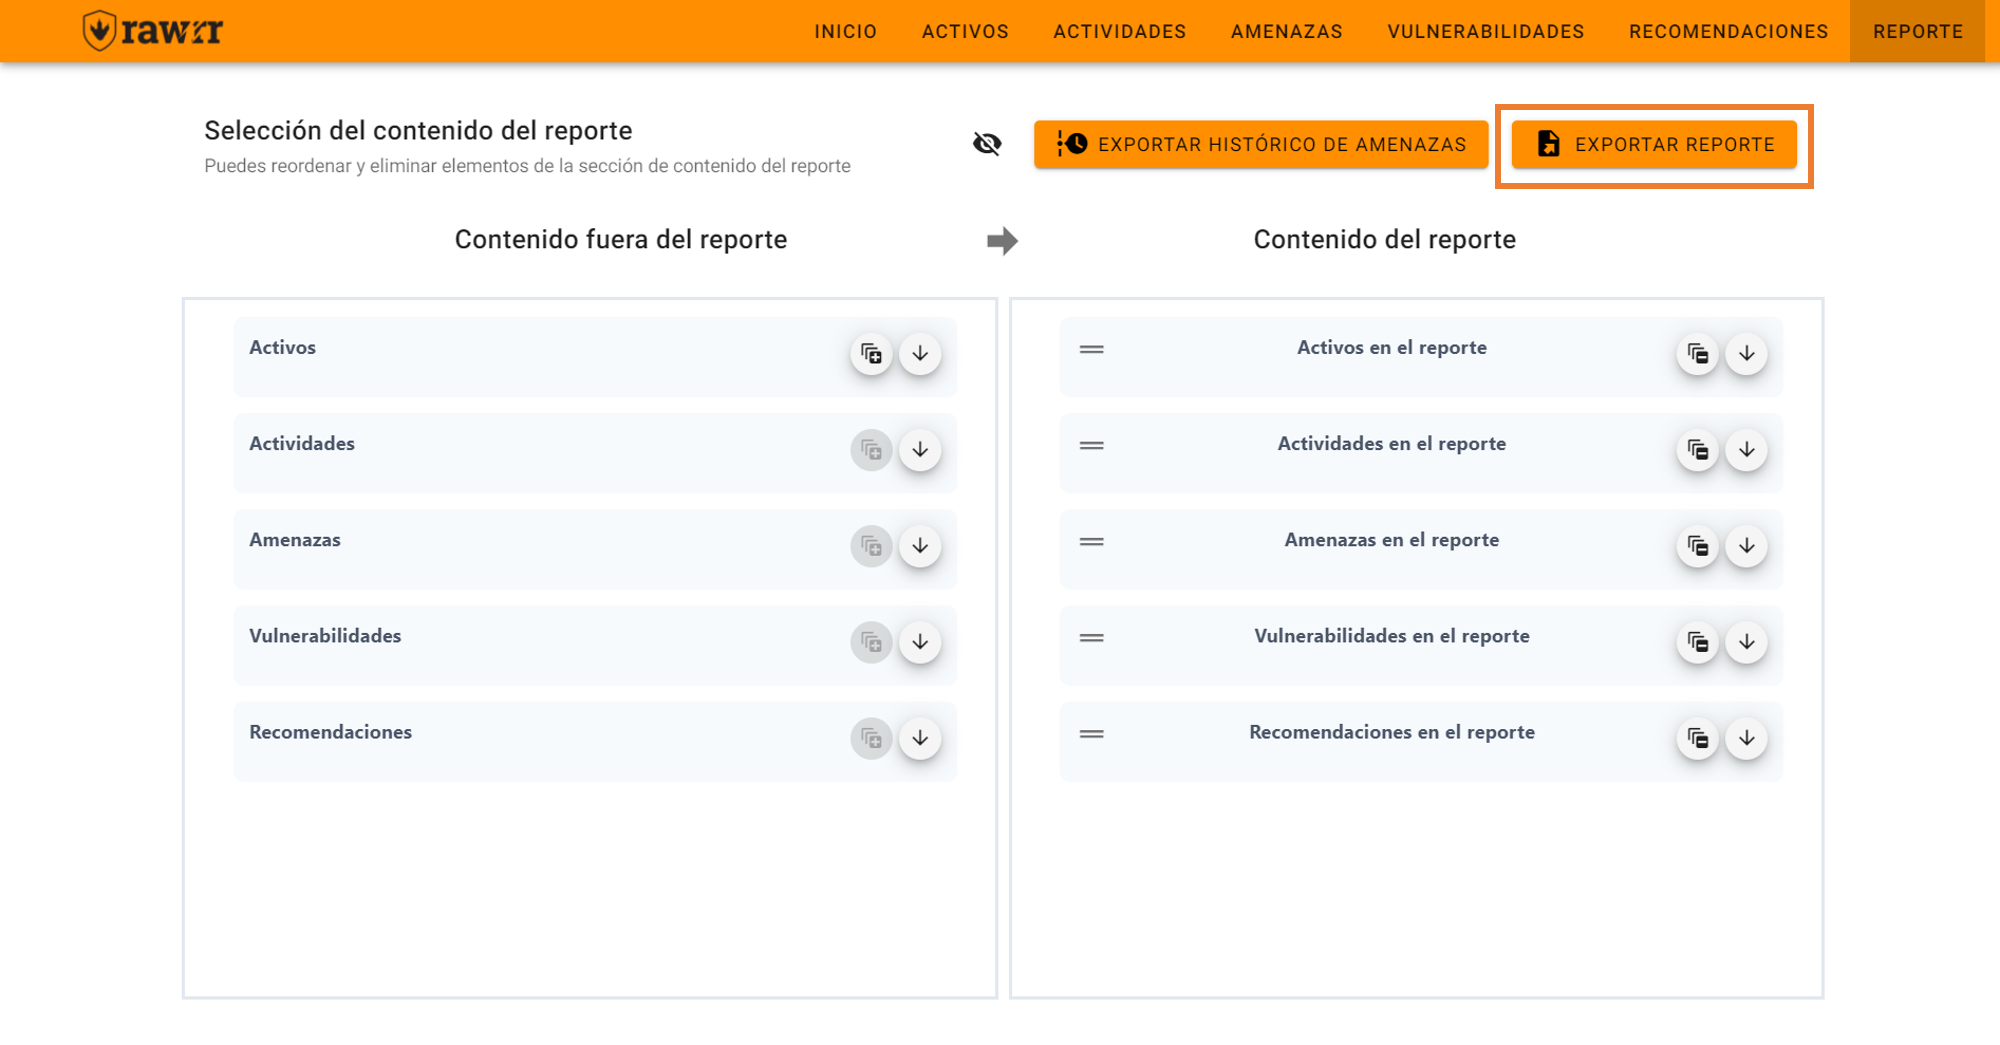 rawrr
INICIO ACTIVOS ACTIVIDADES AMENAZAS VULNERABILIDADES RECOMENDACIONES REPORTE
Selección del contenido del reporte
Puedes reordenar y eliminar elementos de la sección de contenido del reporte
EXPORTAR HISTÓRICO DE AMENAZAS
EXPORTAR REPORTE
Contenido fuera del reporte
Contenido del reporte
Activos
Actividades
Amenazas
Vulnerabilidades
Recomendaciones
Activos en el reporte
Actividades en el reporte
Amenazas en el reporte
Vulnerabilidades en el reporte
Recomendaciones en el reporte